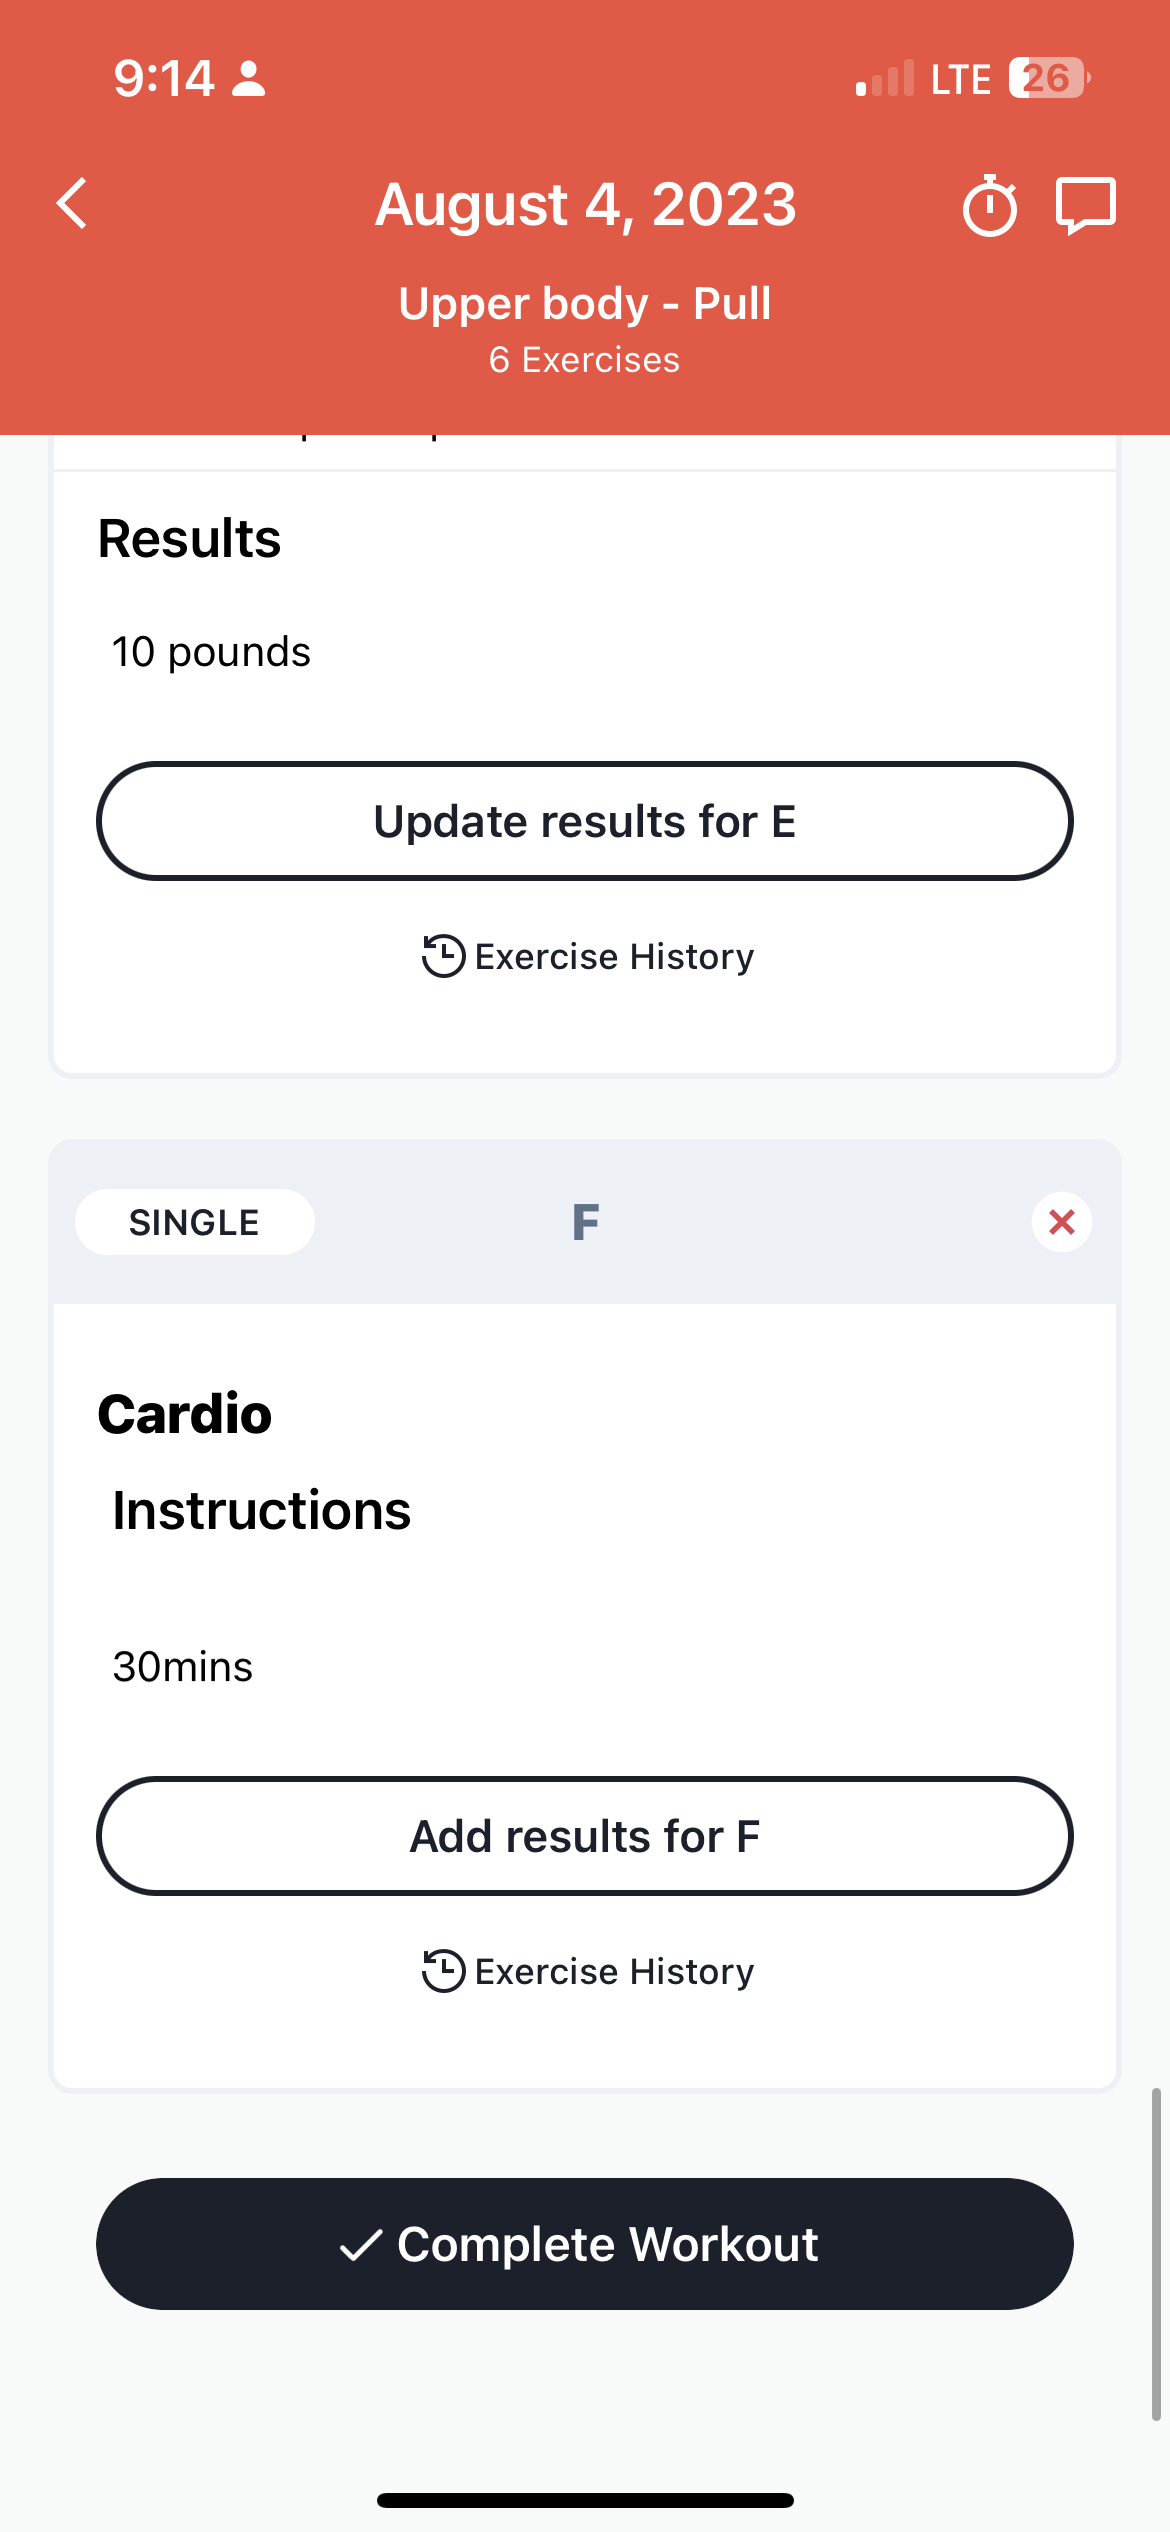 9:14
LTE 26
August 4, 2023
Upper body - Pull
6 Exercises
Results
10 pounds
Update results for E
Exercise History
SINGLE
F
Cardio
Instructions
30mins
Add results for F
Exercise History
Complete Workout